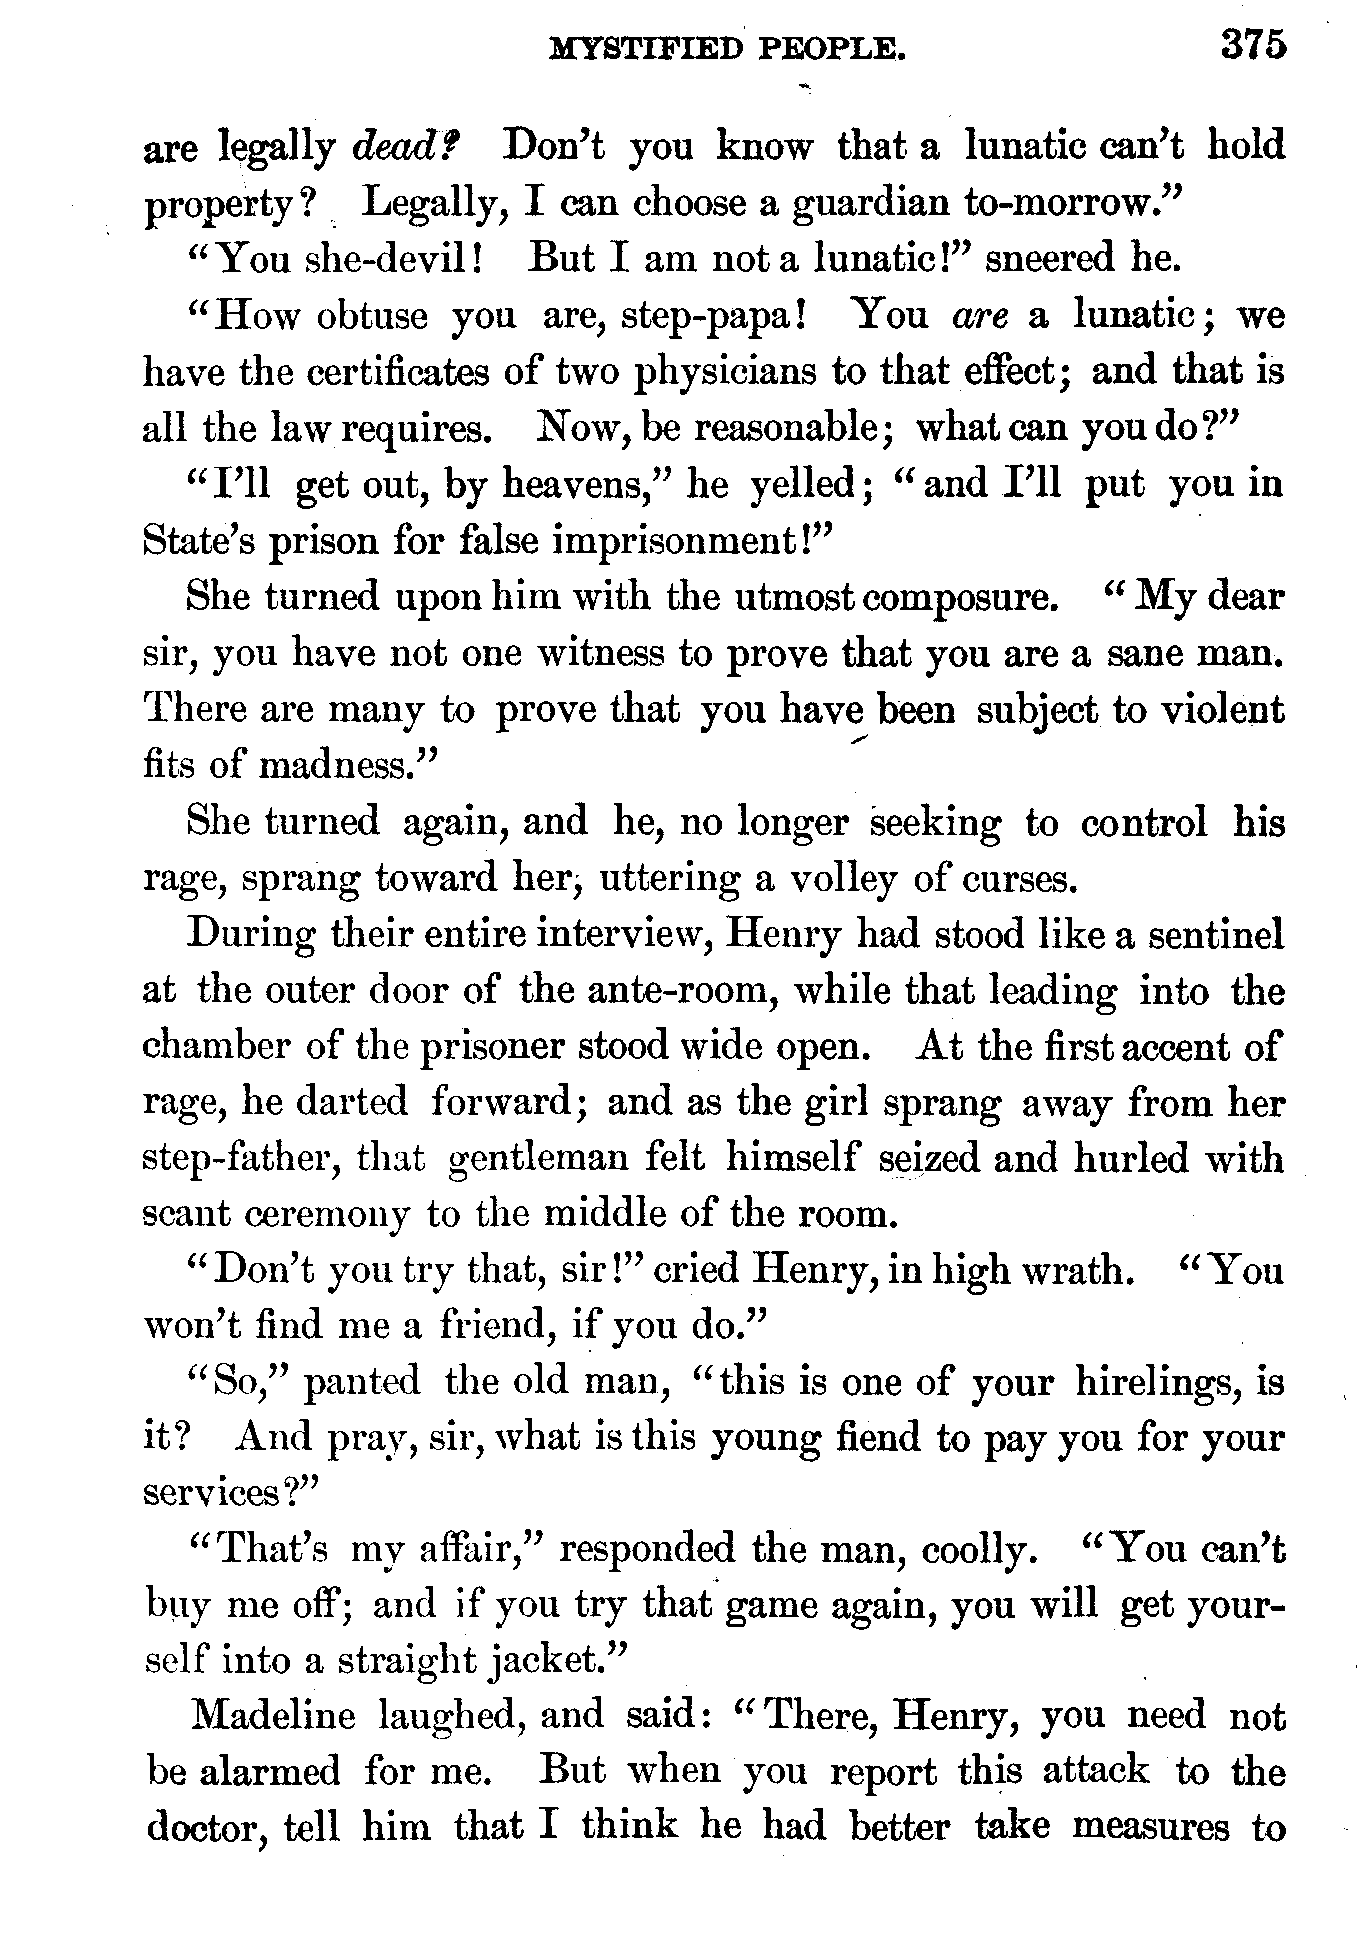 MYSTIFIED PEOPLE. 375
are legally dead? Don't you know that a lunatic can't hold
property? Legally, I can choose a guardian to-morrow."
"You she-devil! But I am not a lunatic!" sneered he.
"How obtuse you are, step-papa! You are a lunatic; we
have the certificates of two physicians to that effect; and that is
all the law requires. Now, be reasonable; what can you do?"
"I'll get out, by heavens," he yelled; "and I'll put you in
State's prison for false imprisonment!"
She turned upon him with the utmost composure. "My dear
sir, you have not one witness to prove that you are a sane man.
There are many to prove that you have been subject to violent
fits of madness."
She turned again, and he, no longer seeking to control his
rage, sprang toward her, uttering a volley of curses.
During their entire interview, Henry had stood like a sentinel
at the outer door of the ante-room, while that leading into the
chamber of the prisoner stood wide open. At the first accent of
rage, he darted forward; and as the girl sprang away from her
step-father, that gentleman felt himself seized and hurled with
scant ceremony to the middle of the room.
"Don't you try that, sir!" cried Henry, in high wrath. "You
won't find me a friend, if you do."
"So," panted the old man, "this is one of your hirelings, is
it? And pray, sir, what is this young fiend to pay you for your
services?"
"That's my affair," responded the man, coolly. "You can't
buy me off; and if you try that game again, you will get your-
self into a straight jacket."
Madeline laughed, and said: "There, Henry, you need not
be alarmed for me. But when you report this attack to the
doctor, tell him that I think he had better take measures to